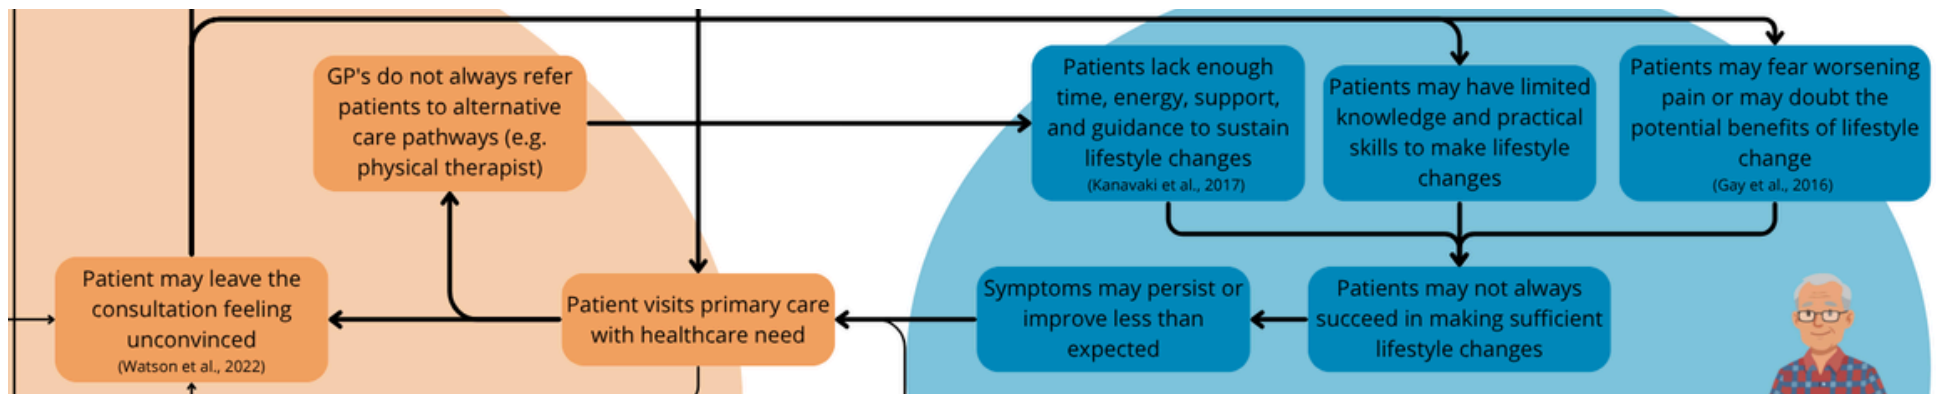 GP's do not always refer
patients to alternative
care pathways (e.g.
physical therapist)
Patients lack enough
time, energy, support,
and guidance to sustain
lifestyle changes
(Kanavaki et al., 2017)
Patients may have limited
knowledge and practical
skills to make lifestyle
changes
Patients may fear worsening
pain or may doubt the
potential benefits of lifestyle
change
(Gay et al., 2016)
Patient may leave the
consultation feeling
unconvinced
(Watson et al., 2022)
Patient visits primary care
with healthcare need
Symptoms may persist or
improve less than
expected
Patients may not always
succeed in making sufficient
lifestyle changes